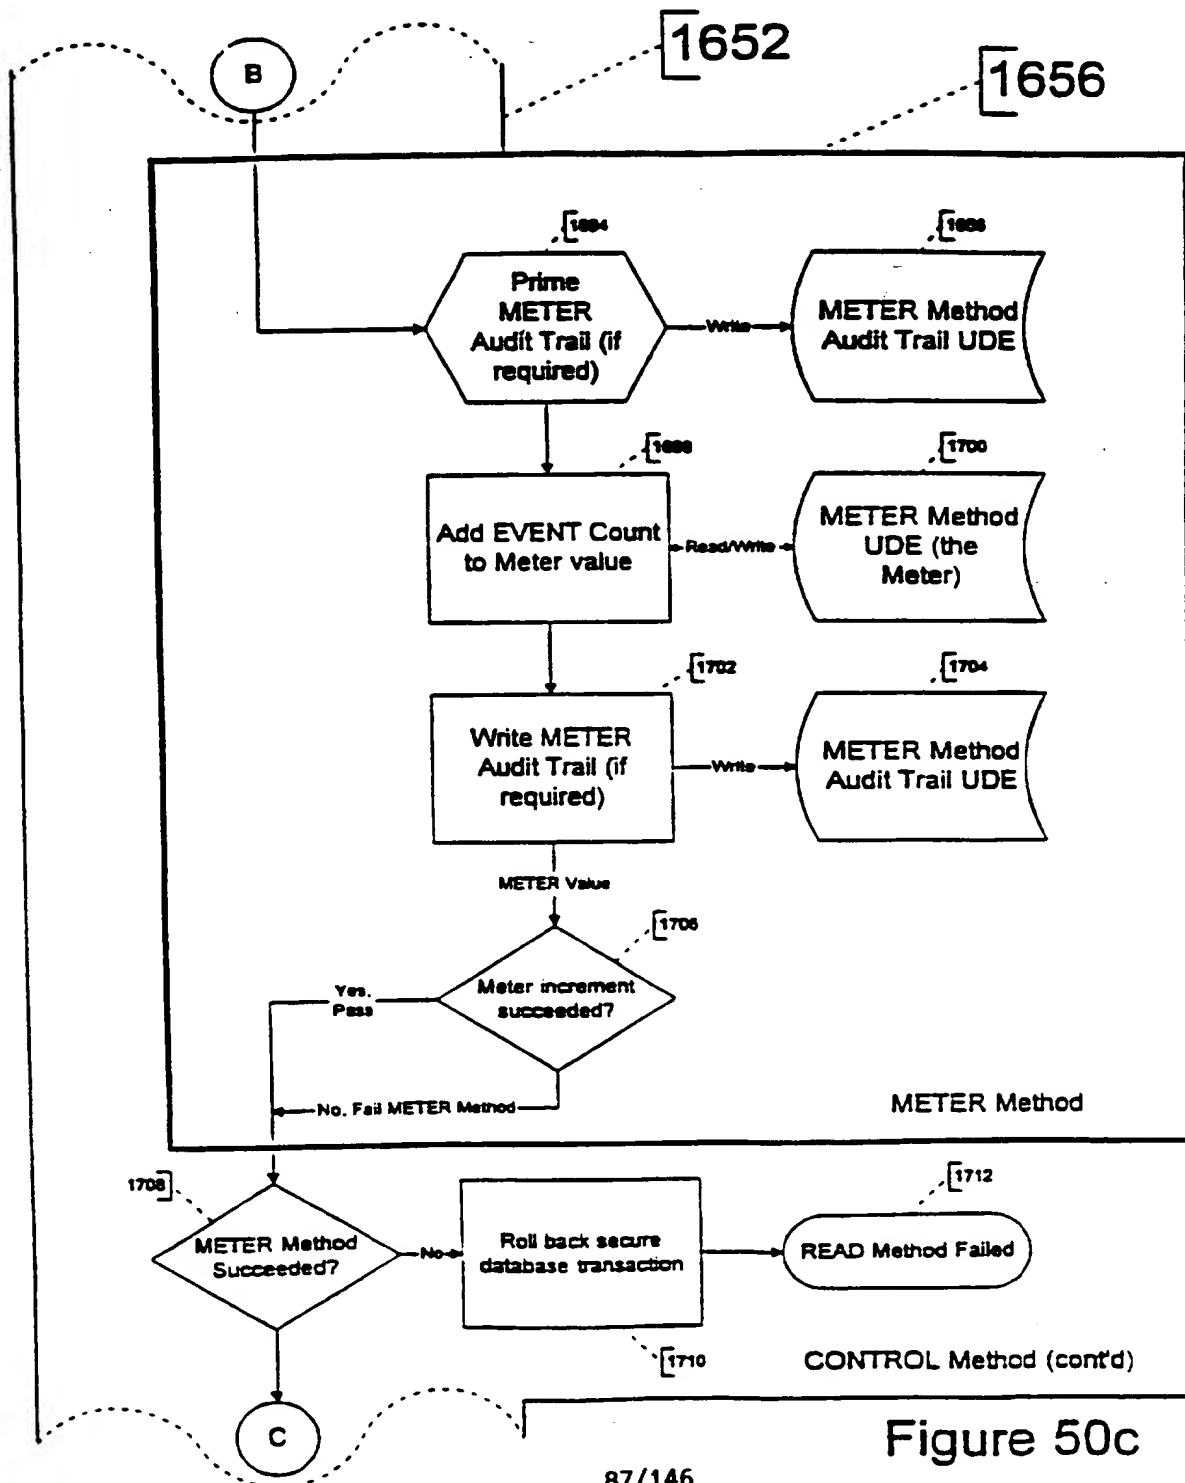 1652
1656
B
1694
Prime
METER
Audit Trail (if
required)
Write
METER Method
Audit Trail UDE
1698
1700
Add EVENT Count
to Meter value
Read/Write
METER Method
UDE (the
Meter)
1702
1704
Write METER
Audit Trail (if
required)
Write
METER Method
Audit Trail UDE
METER Value
1706
Meter increment
succeeded?
Yes,
Pass
No, Fail METER Method
METER Method
1708
METER Method
Succeeded?
No
Roll back secure
database transaction
1712
READ Method Failed
1710
CONTROL Method (cont'd)
C
Figure 50c
87/146